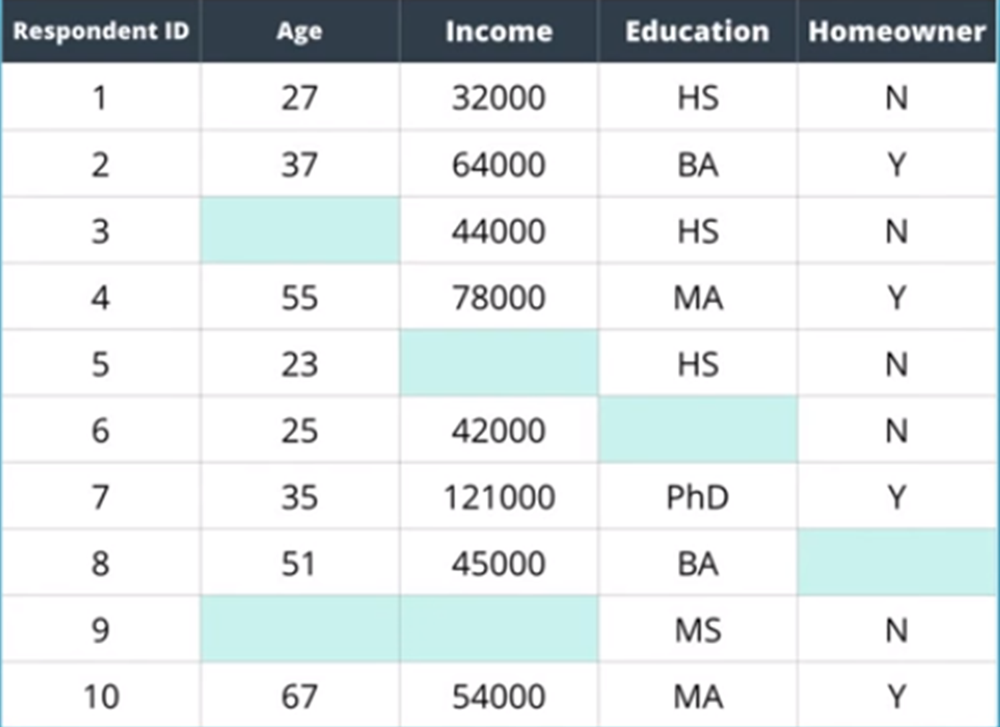 Respondent ID Age Income Education Homeowner
1 27 32000 HS N
2 37 64000 BA Y
3 44000 HS N
4 55 78000 MA Y
5 23 HS N
6 25 42000 N
7 35 121000 PhD Y
8 51 45000 BA
9 MS N
10 67 54000 MA Y